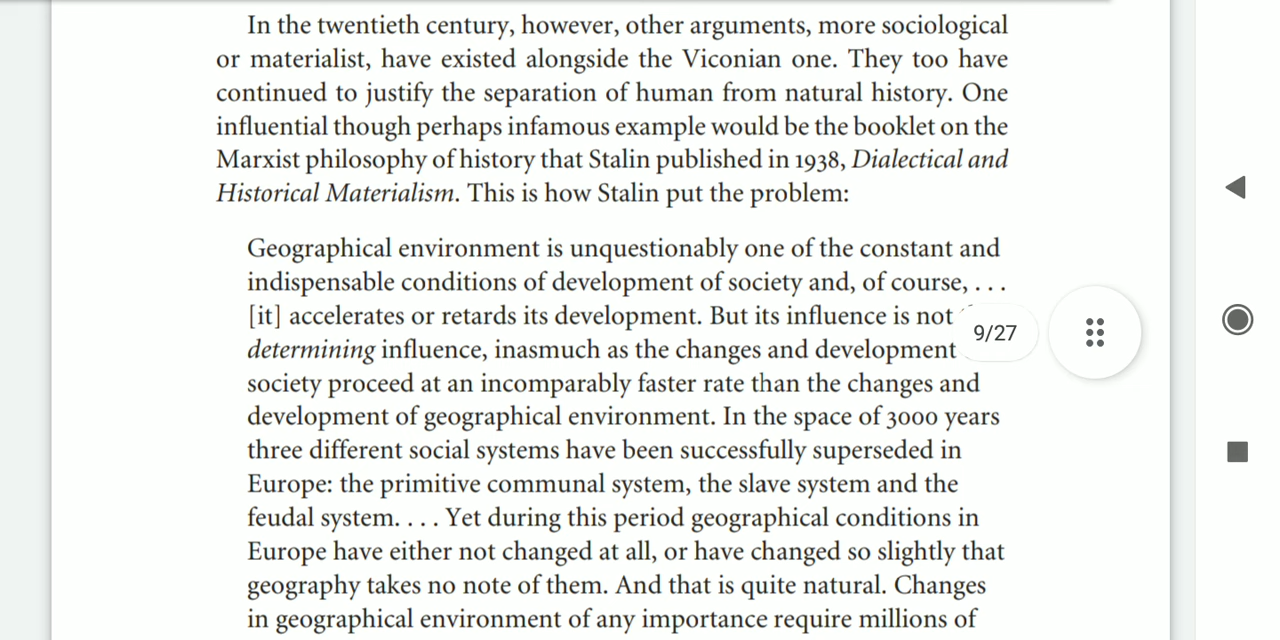 In the twentieth century, however, other arguments, more sociological
or materialist, have existed alongside the Viconian one. They too have
continued to justify the separation of human from natural history. One
influential though perhaps infamous example would be the booklet on the
Marxist philosophy of history that Stalin published in 1938, Dialectical and
Historical Materialism. This is how Stalin put the problem:
Geographical environment is unquestionably one of the constant and
indispensable conditions of development of society and, of course, . . .
[it] accelerates or retards its development. But its influence is not
determining influence, inasmuch as the changes and development
society proceed at an incomparably faster rate than the changes and
development of geographical environment. In the space of 3000 years
three different social systems have been successfully superseded in
Europe: the primitive communal system, the slave system and the
feudal system. . . . Yet during this period geographical conditions in
Europe have either not changed at all, or have changed so slightly that
geography takes no note of them. And that is quite natural. Changes
in geographical environment of any importance require millions of
9/27